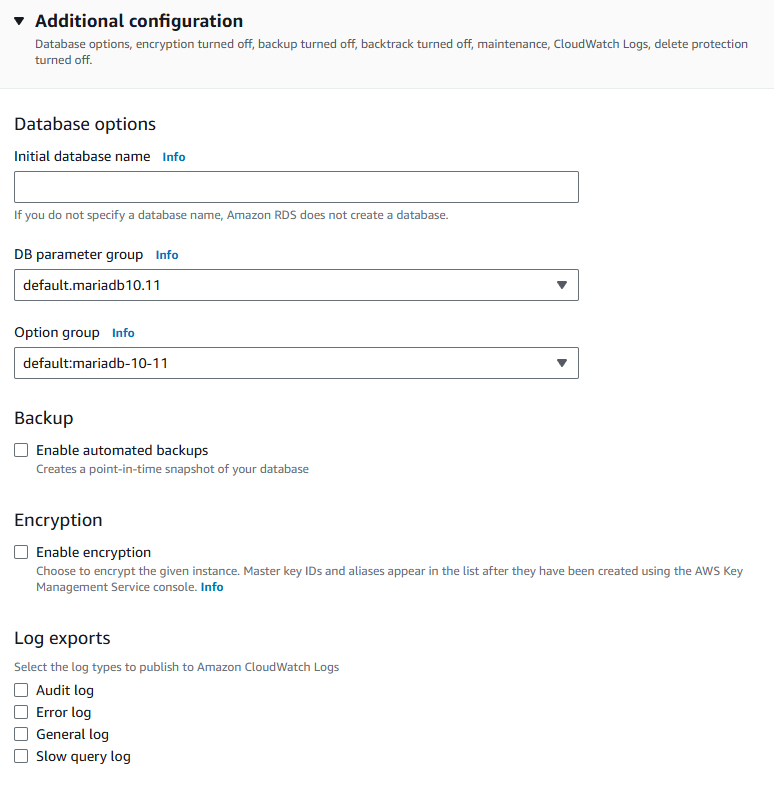 Additional configuration
Database options, encryption turned off, backup turned off, backtrack turned off, maintenance, CloudWatch Logs, delete protection
turned off.
Database options
Initial database name Info
If you do not specify a database name, Amazon RDS does not create a database.
DB parameter group Info
default.mariadb10.11
Option group Info
default:mariadb-10-11
Backup
Enable automated backups
Creates a point-in-time snapshot of your database
Encryption
Enable encryption
Choose to encrypt the given instance. Master key IDs and aliases appear in the list after they have been created using the AWS Key
Management Service console. Info
Log exports
Select the log types to publish to Amazon CloudWatch Logs
Audit log
Error log
General log
Slow query log